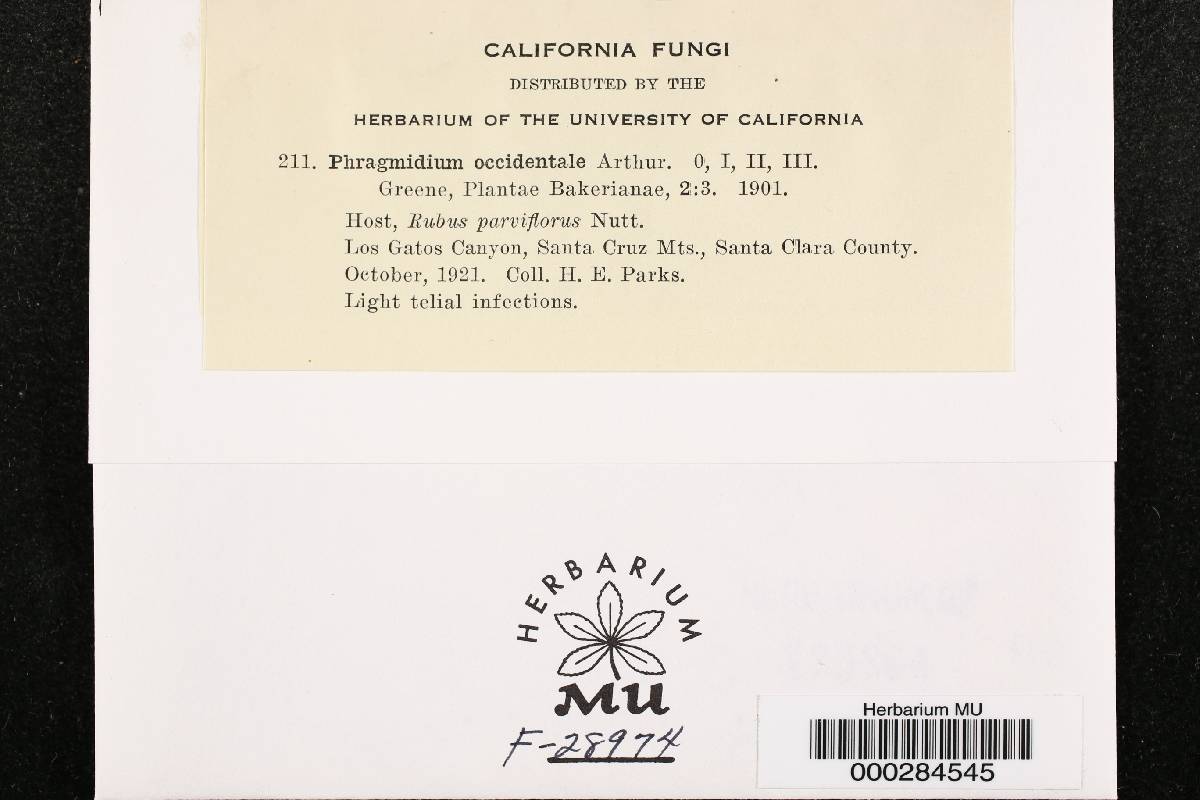 CALIFORNIA FUNGI
DISTRIBUTED BY THE
HERBARIUM OF THE UNIVERSITY OF CALIFORNIA
211. Phragmidium occidentale Arthur. 0, I, II, III.
Greene, Plantae Bakerianae, 2:3. 1901.
Host, Rubus parviflorus Nutt.
Los Gatos Canyon, Santa Cruz Mts., Santa Clara County.
October, 1921. Coll. H. E. Parks.
Light telial infections.
HERBARIUM
MU
F-28974
Herbarium MU
000284545